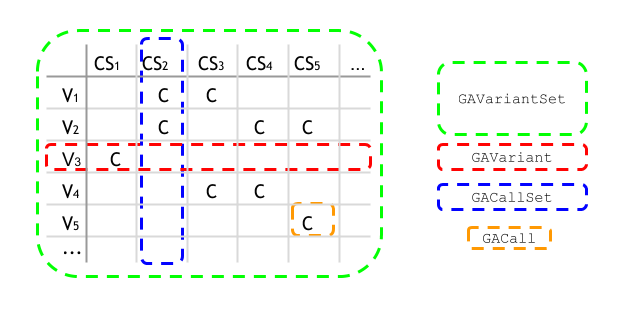 CS1 CS2 CS3 CS4 CS5 ...
V1 C C
V2 C C C
V3 C
V4 C C
V5 C
...
GAVariantSet
GAVariant
GACallSet
GACall